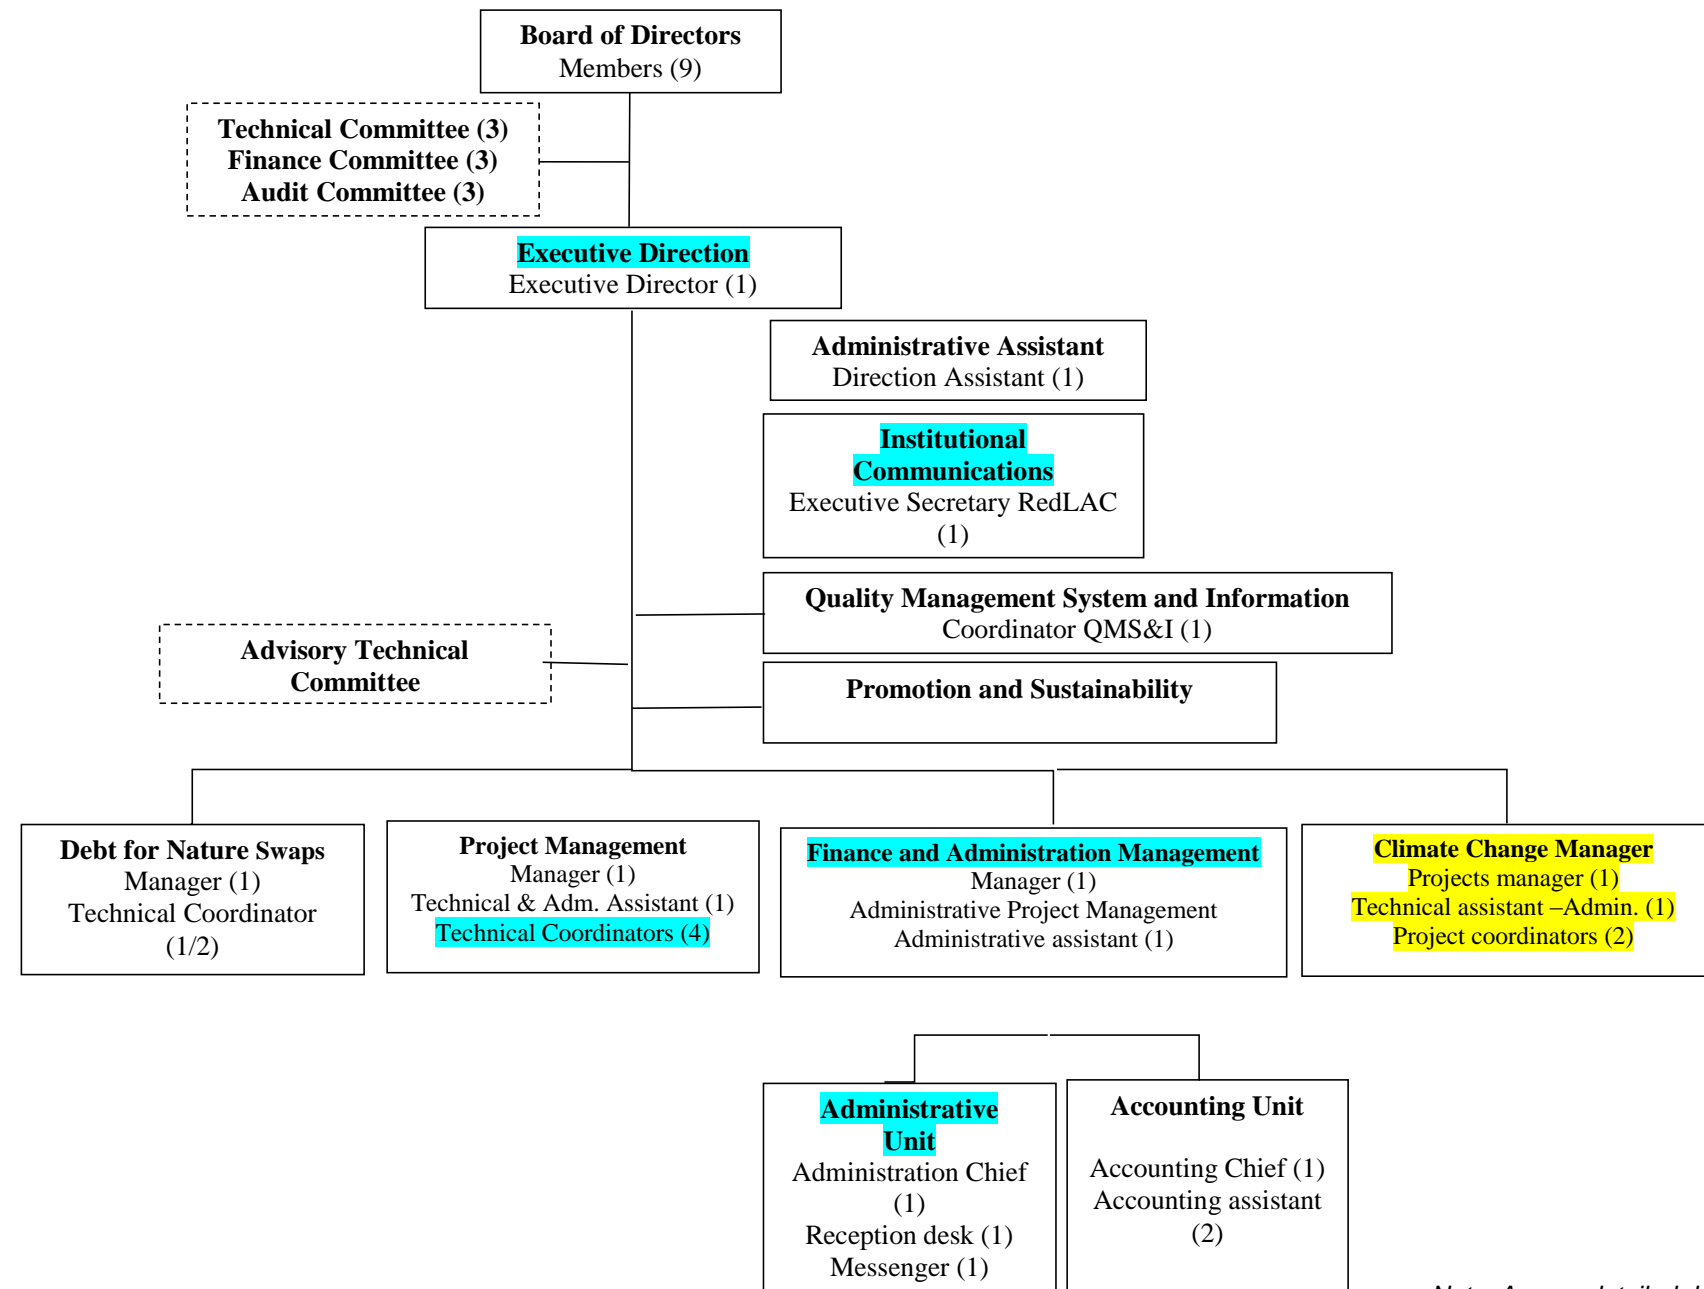 Board of Directors
Members (9)
Technical Committee (3)
Finance Committee (3)
Audit Committee (3)
Executive Direction
Executive Director (1)
Administrative Assistant
Direction Assistant (1)
Institutional
Communications
Executive Secretary RedLAC
(1)
Quality Management System and Information
Coordinator QMS&I (1)
Advisory Technical
Committee
Promotion and Sustainability
Debt for Nature Swaps
Manager (1)
Technical Coordinator
(1/2)
Project Management
Manager (1)
Technical & Adm. Assistant (1)
Technical Coordinators (4)
Finance and Administration Management
Manager (1)
Administrative Project Management
Administrative assistant (1)
Climate Change Manager
Projects manager (1)
Technical assistant –Admin. (1)
Project coordinators (2)
Administrative
Unit
Administration Chief
(1)
Reception desk (1)
Messenger (1)
Accounting Unit
Accounting Chief (1)
Accounting assistant
(2)